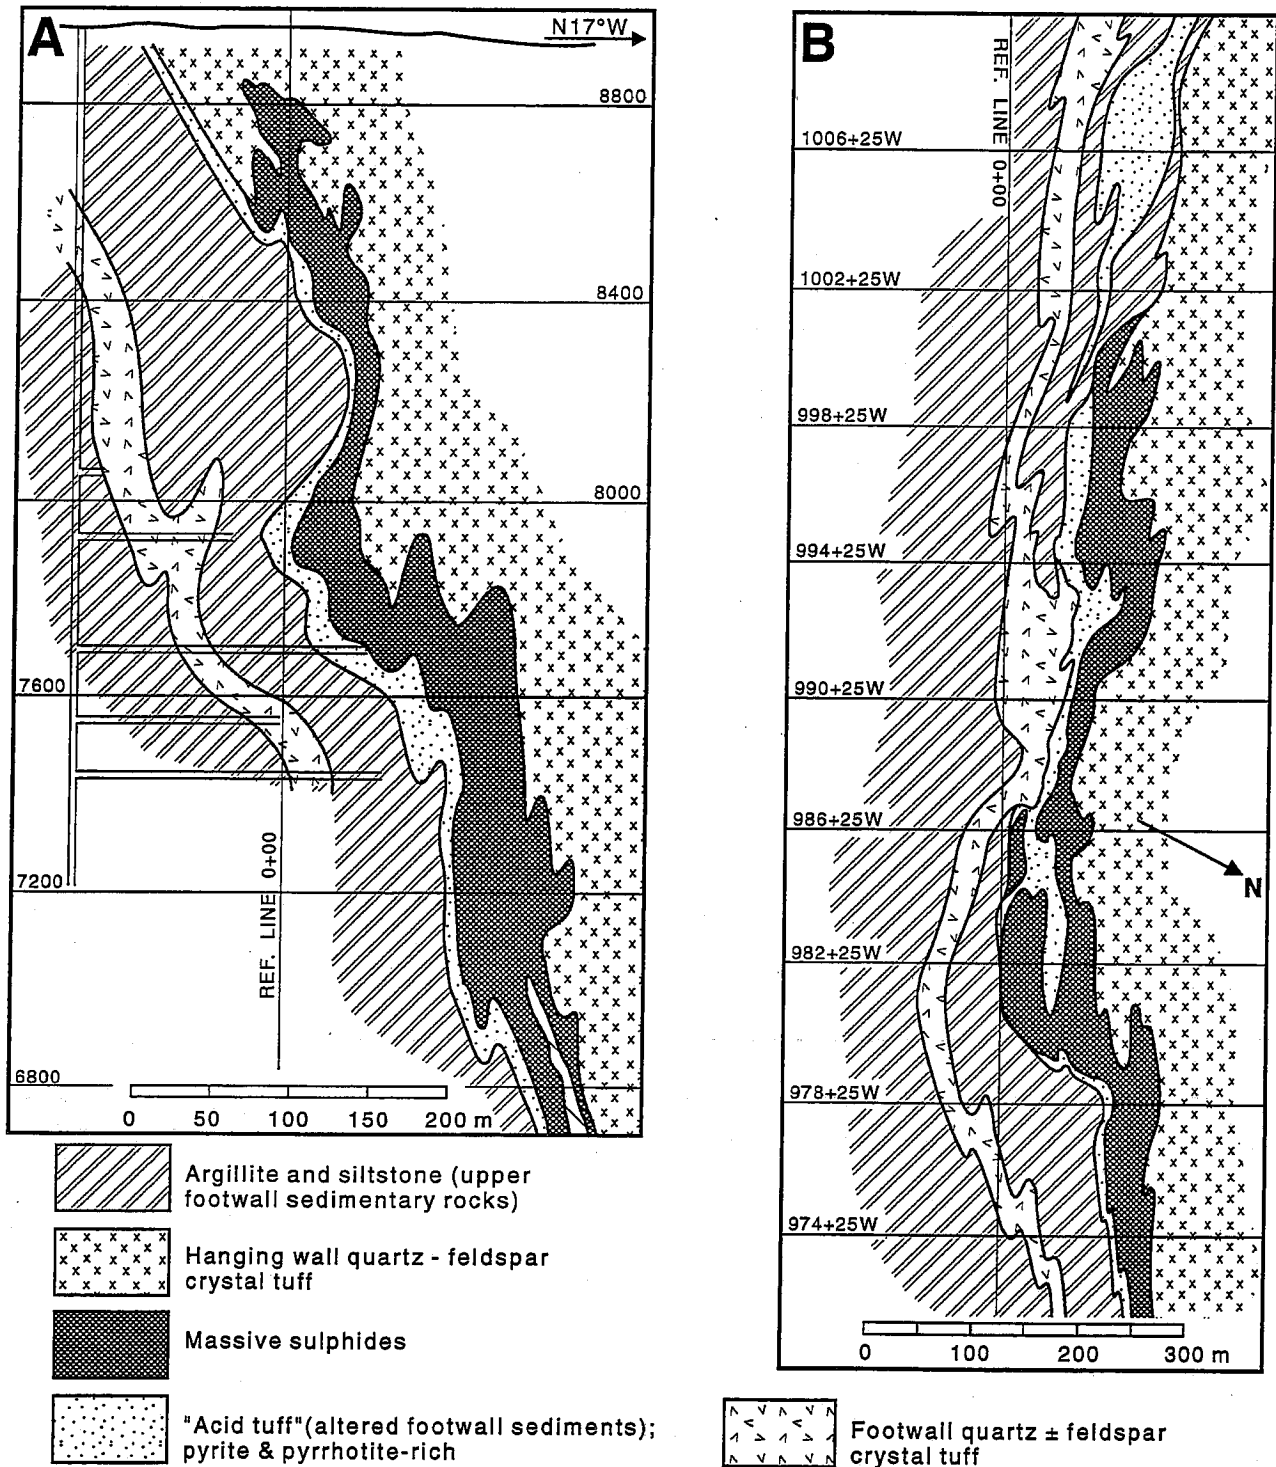 A
N17°W
8800
8400
8000
7600
7200
6800
REF. LINE 0+00
0 50 100 150 200 m
B
REF. LINE 0+00
1006+25W
1002+25W
998+25W
994+25W
990+25W
986+25W
N
982+25W
978+25W
974+25W
0 100 200 300 m
Argillite and siltstone (upper
footwall sedimentary rocks)
Hanging wall quartz - feldspar
crystal tuff
Massive sulphides
"Acid tuff"(altered footwall sediments);
pyrite & pyrrhotite-rich
Footwall quartz ± feldspar
crystal tuff